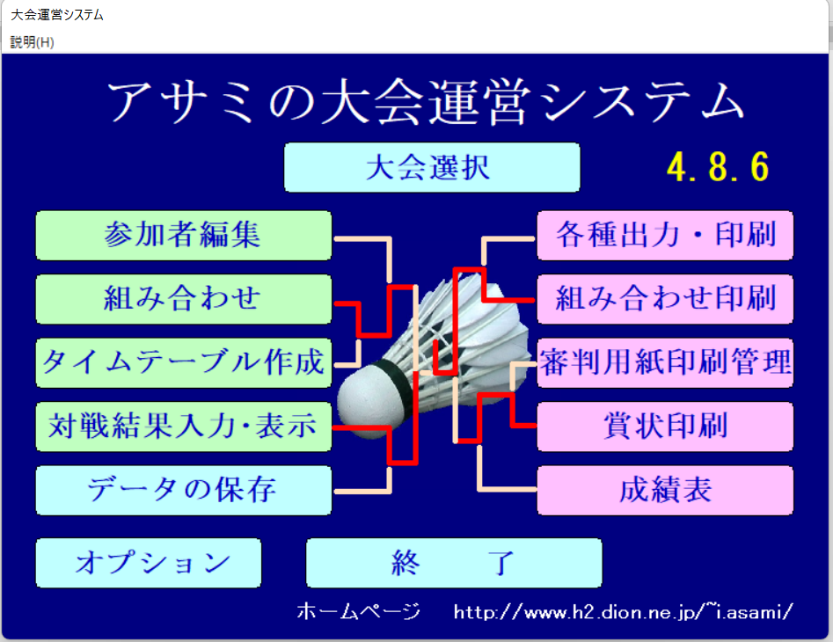 大会運営システム
説明(H)
アサミの大会運営システム
大会選択
4.8.6
参加者編集
各種出力・印刷
組み合わせ
組み合わせ印刷
タイムテーブル作成
審判用紙印刷管理
対戦結果入力・表示
賞状印刷
データの保存
成績表
オプション
終　了
ホームページ　http://www.h2.dion.ne.jp/~i.asami/